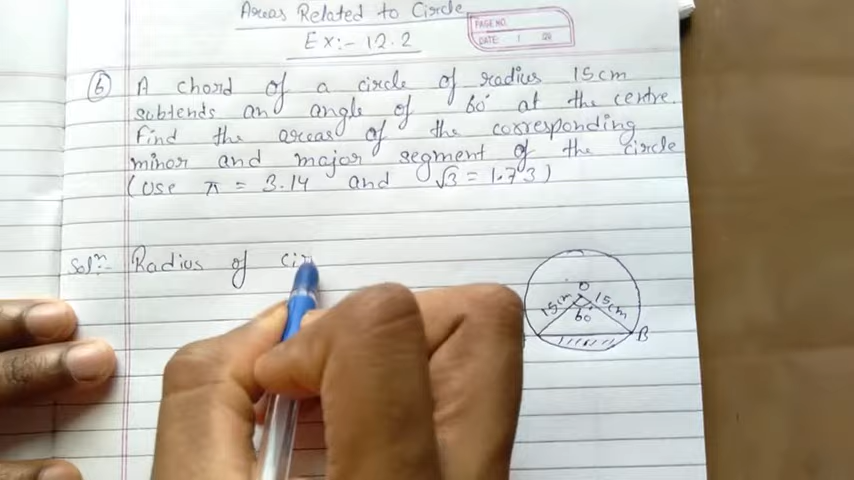 Areas Related to Circle
Ex:- 12.2
PAGE NO.
DATE:
(6) A chord of a circle of radius 15cm
subtends an angle of 60° at the centre.
Find the areas of the corresponding
minor and major segment of the circle
(Use π = 3.14 and √3 = 1.73)
Solⁿ:- Radius of cir
O
15cm 15cm
60°
B